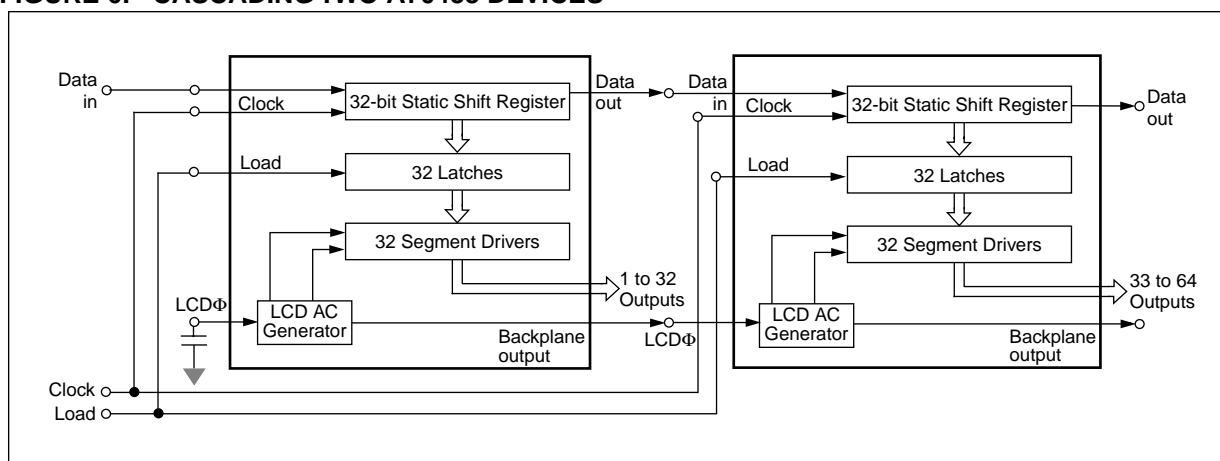 CASCADING TWO DEVICES
Data
in
Clock
Load
32-bit Static Shift Register
32 Latches
32 Segment Drivers
LCDΦ
LCD AC
Generator
1 to 32
Outputs
Backplane
output
Data
out
Data
in
Clock
Load
32-bit Static Shift Register
32 Latches
32 Segment Drivers
LCDΦ
LCD AC
Generator
33 to 64
Outputs
Backplane
output
Data
out
Clock
Load